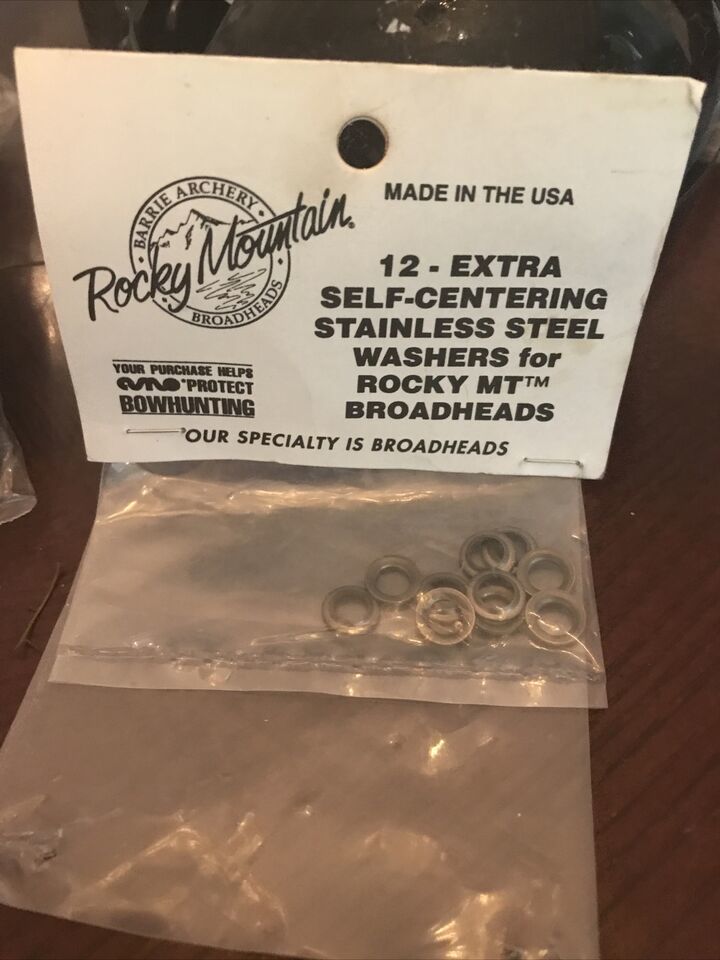 BARRIE ARCHERY
Rocky Mountain®
BROADHEADS
YOUR PURCHASE HELPS
PROTECT
BOWHUNTING
MADE IN THE USA
12 - EXTRA
SELF-CENTERING
STAINLESS STEEL
WASHERS for
ROCKY MT™
BROADHEADS
"OUR SPECIALTY IS BROADHEADS